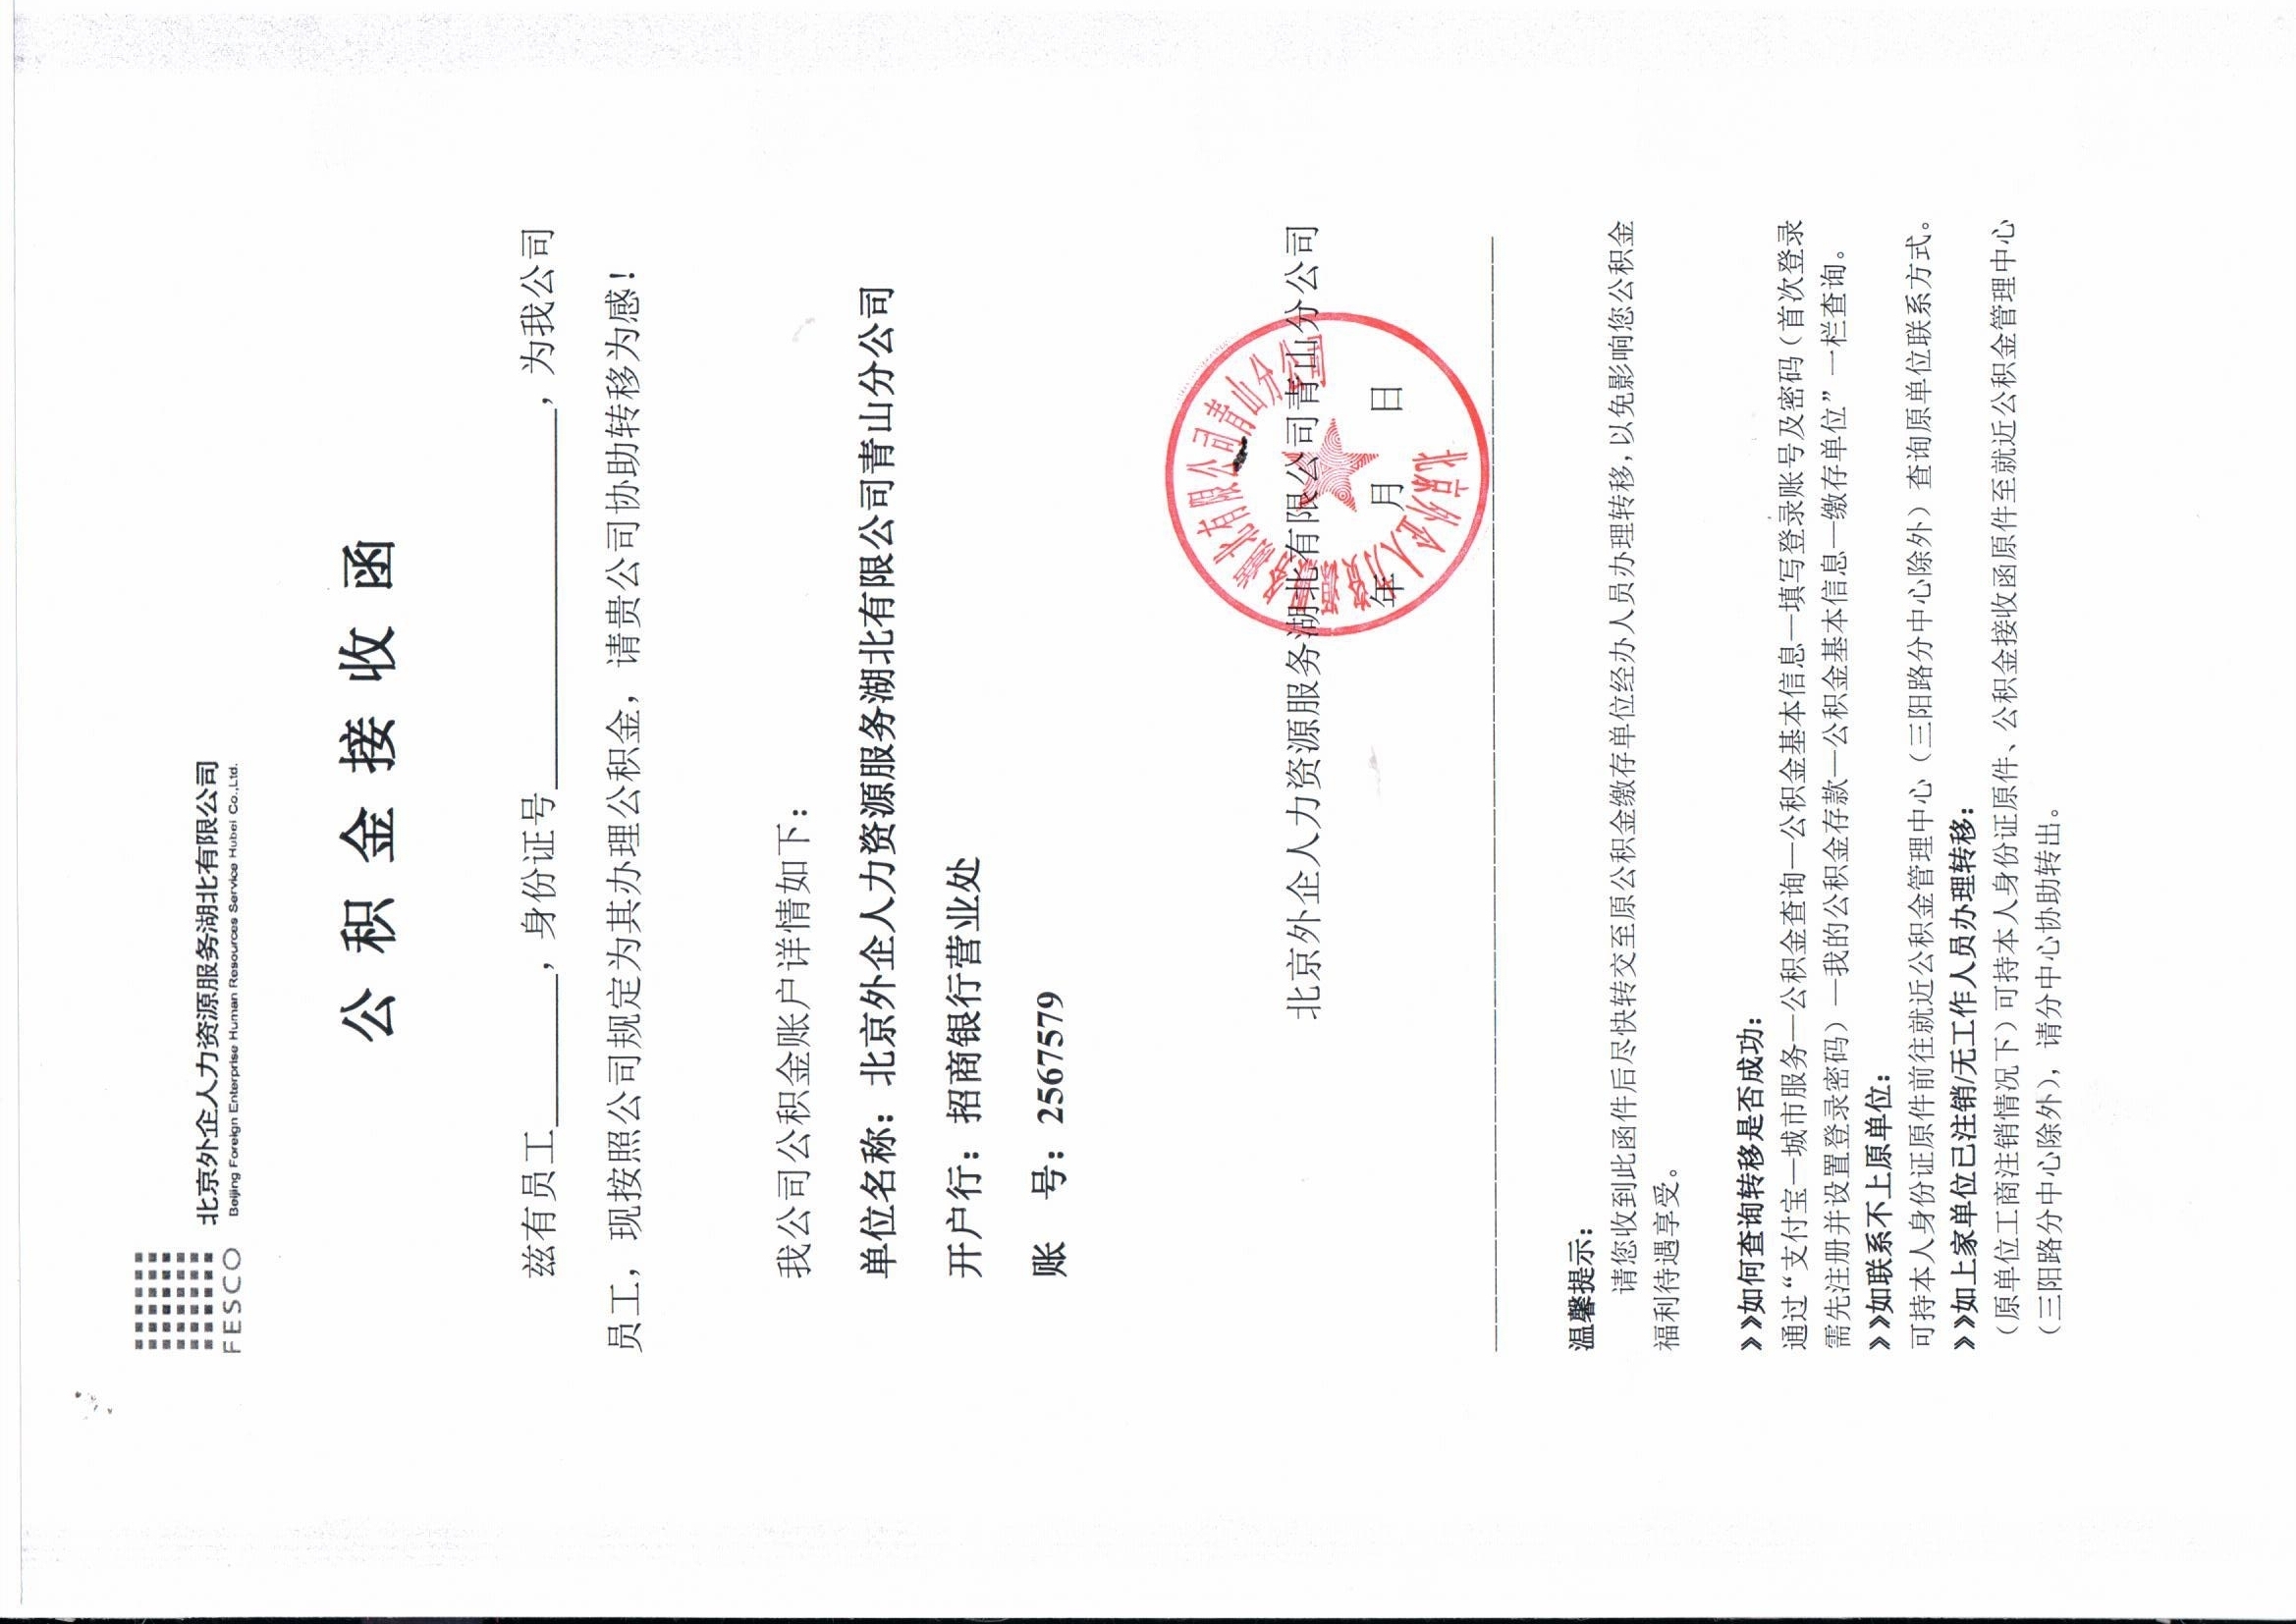 FESCO
北京外企人力资源服务湖北有限公司
Beijing Foreign Enterprise Human Resources Service Hubei Co.,Ltd.
公积金接收函
兹有员工______，身份证号__________________，为我公司
员工，现按照公司规定为其办理公积金，请贵公司协助转移为感！
我公司公积金账户详情如下：
单位名称：北京外企人力资源服务湖北有限公司青山分公司
开户行：招商银行营业处
账 号：2567579
北京外企人力资源服务湖北有限公司青山分公司
年 月 日
北京外企人力资源服务湖北有限公司青山分公司
温馨提示：
请您收到此函件后尽快转交至原公积金缴存单位经办人员办理转移，以免影响您公积金
福利待遇享受。
》》如何查询转移是否成功：
通过“支付宝—城市服务—公积金查询—公积金基本信息—填写登录账号及密码（首次登录
需先注册并设置登录密码）—我的公积金存款—公积金基本信息—缴存单位”一栏查询。
》》如联系不上原单位：
可持本人身份证原件前往就近公积金管理中心（三阳路分中心除外）查询原单位联系方式。
》》如上家单位已注销/无工作人员办理转移：
（原单位工商注销情况下）可持本人身份证原件、公积金接收函原件至就近公积金管理中心
（三阳路分中心除外），请分中心协助转出。